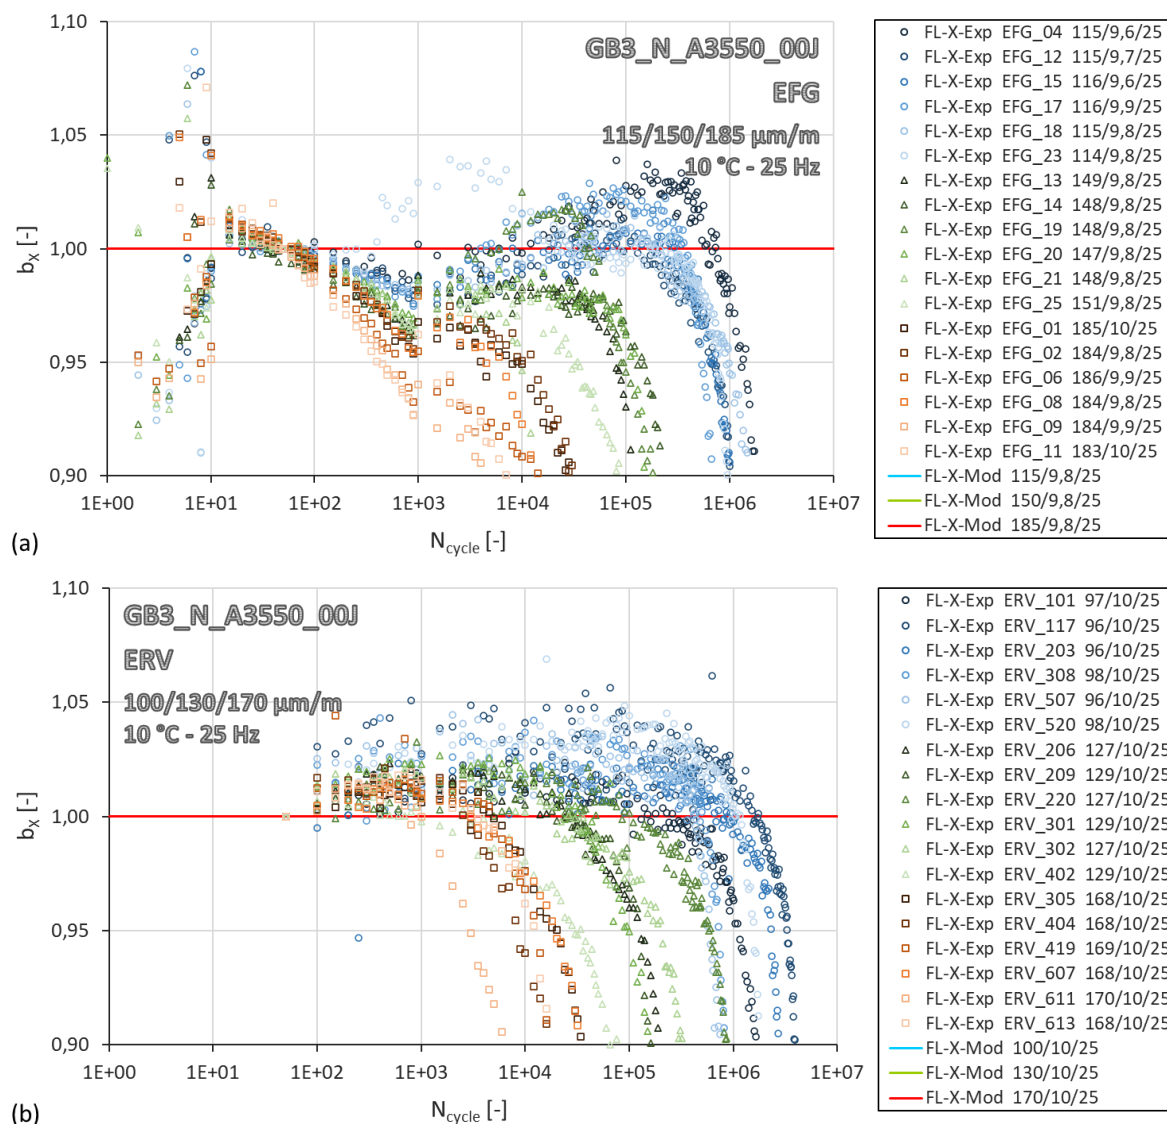 1,10
1,05
1,00
0,95
0,90
b_X [-]
GB3_N_A3550_00J
EFG
115/150/185 µm/m
10 °C - 25 Hz
1E+00 1E+01 1E+02 1E+03 1E+04 1E+05 1E+06 1E+07
N_cycle [-]
(a)
FL-X-Exp EFG_04 115/9,6/25
FL-X-Exp EFG_12 115/9,7/25
FL-X-Exp EFG_15 116/9,6/25
FL-X-Exp EFG_17 116/9,9/25
FL-X-Exp EFG_18 115/9,8/25
FL-X-Exp EFG_23 114/9,8/25
FL-X-Exp EFG_13 149/9,8/25
FL-X-Exp EFG_14 148/9,8/25
FL-X-Exp EFG_19 148/9,8/25
FL-X-Exp EFG_20 147/9,8/25
FL-X-Exp EFG_21 148/9,8/25
FL-X-Exp EFG_25 151/9,8/25
FL-X-Exp EFG_01 185/10/25
FL-X-Exp EFG_02 184/9,8/25
FL-X-Exp EFG_06 186/9,9/25
FL-X-Exp EFG_08 184/9,8/25
FL-X-Exp EFG_09 184/9,9/25
FL-X-Exp EFG_11 183/10/25
FL-X-Mod 115/9,8/25
FL-X-Mod 150/9,8/25
FL-X-Mod 185/9,8/25
1,10
1,05
1,00
0,95
0,90
b_X [-]
GB3_N_A3550_00J
ERV
100/130/170 µm/m
10 °C - 25 Hz
1E+00 1E+01 1E+02 1E+03 1E+04 1E+05 1E+06 1E+07
N_cycle [-]
(b)
FL-X-Exp ERV_101 97/10/25
FL-X-Exp ERV_117 96/10/25
FL-X-Exp ERV_203 96/10/25
FL-X-Exp ERV_308 98/10/25
FL-X-Exp ERV_507 96/10/25
FL-X-Exp ERV_520 98/10/25
FL-X-Exp ERV_206 127/10/25
FL-X-Exp ERV_209 129/10/25
FL-X-Exp ERV_220 127/10/25
FL-X-Exp ERV_301 129/10/25
FL-X-Exp ERV_302 127/10/25
FL-X-Exp ERV_402 129/10/25
FL-X-Exp ERV_305 168/10/25
FL-X-Exp ERV_404 168/10/25
FL-X-Exp ERV_419 169/10/25
FL-X-Exp ERV_607 168/10/25
FL-X-Exp ERV_611 170/10/25
FL-X-Exp ERV_613 168/10/25
FL-X-Mod 100/10/25
FL-X-Mod 130/10/25
FL-X-Mod 170/10/25